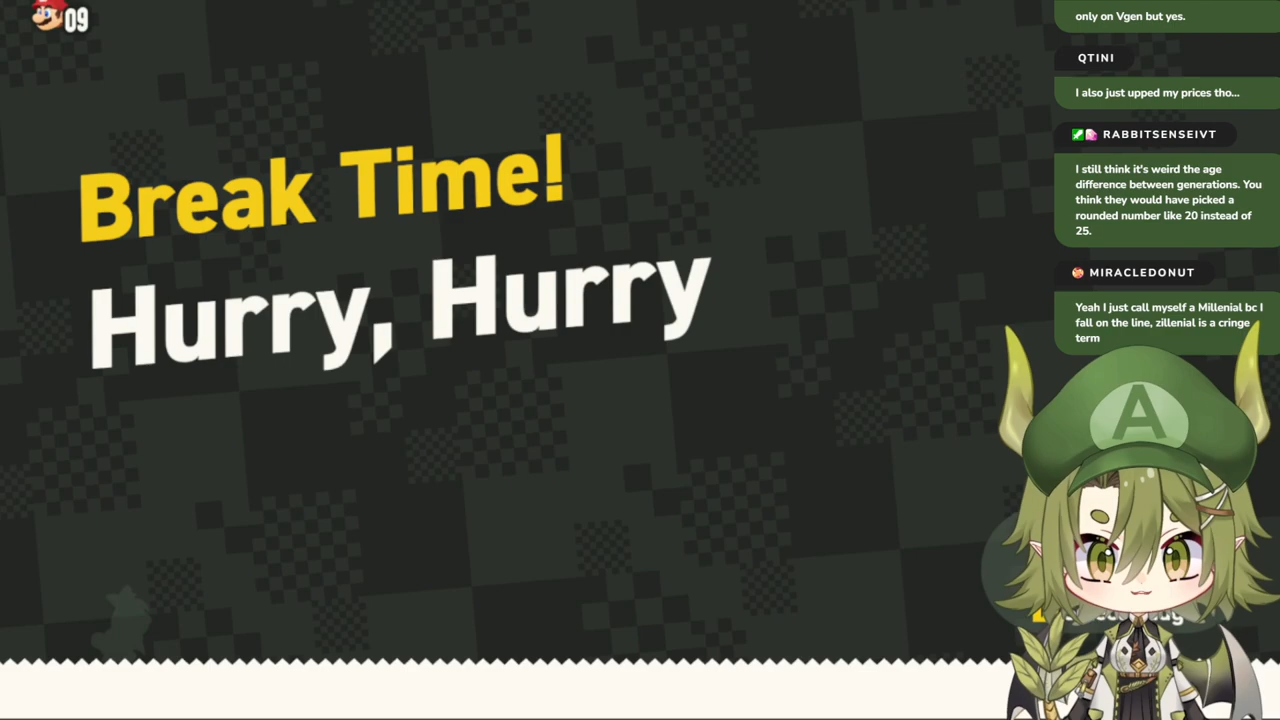 09
Break Time!
Hurry, Hurry
only on Vgen but yes.
QTINI
I also just upped my prices tho...
RABBITSENSEIVT
I still think it's weird the age
difference between generations. You
think they would have picked a
rounded number like 20 instead of
25.
MIRACLEDONUT
Yeah I just call myself a Millenial bc I
fall on the line, zillenial is a cringe
term
A